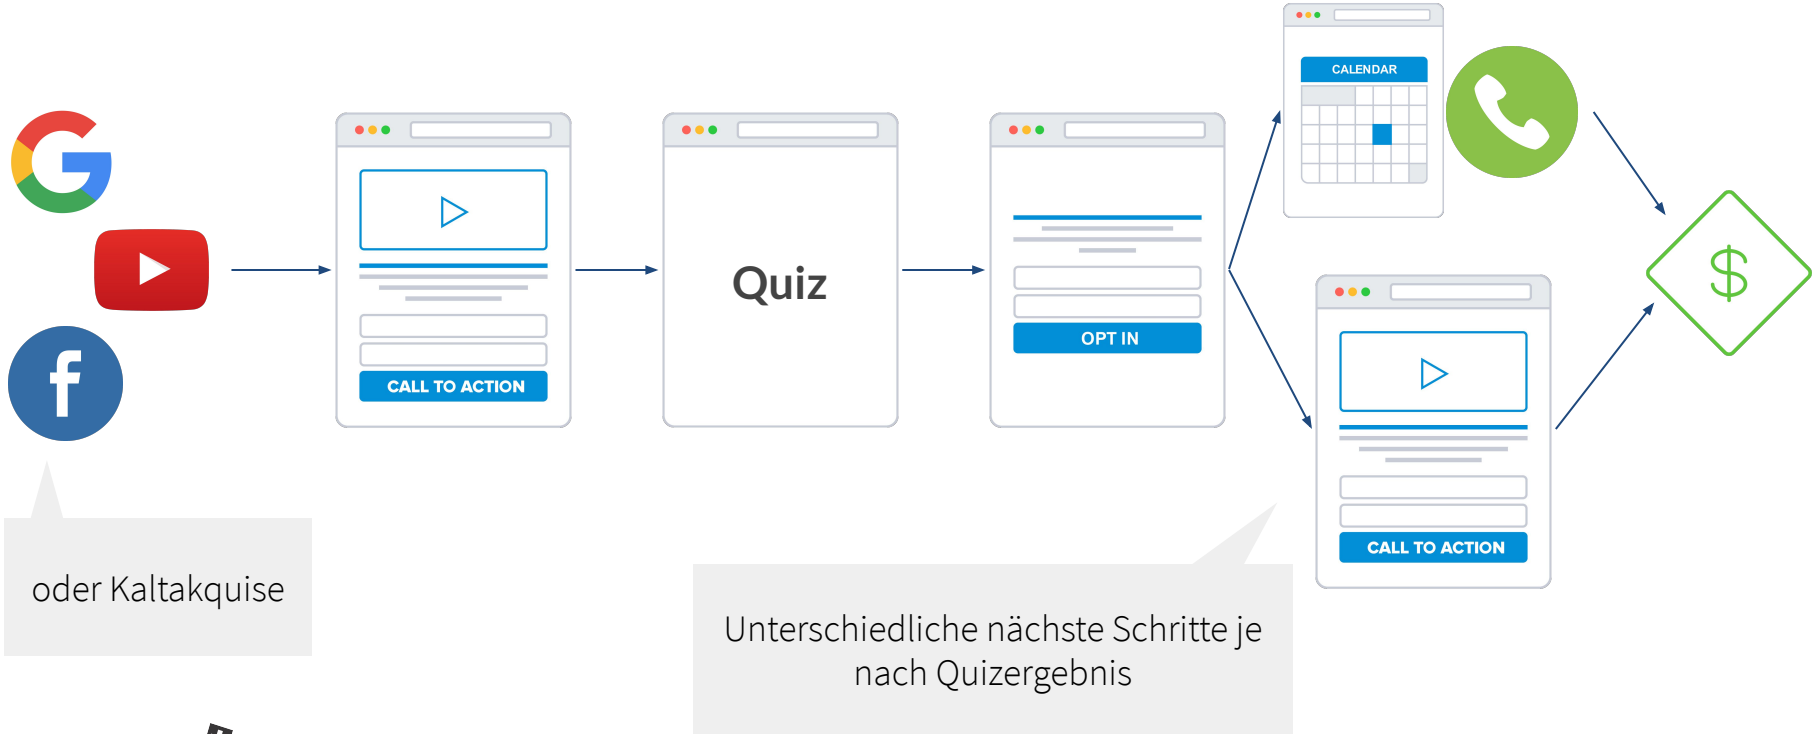 CALENDAR
Quiz
OPT IN
CALL TO ACTION
CALL TO ACTION
oder Kaltakquise
Unterschiedliche nächste Schritte je
nach Quizergebnis